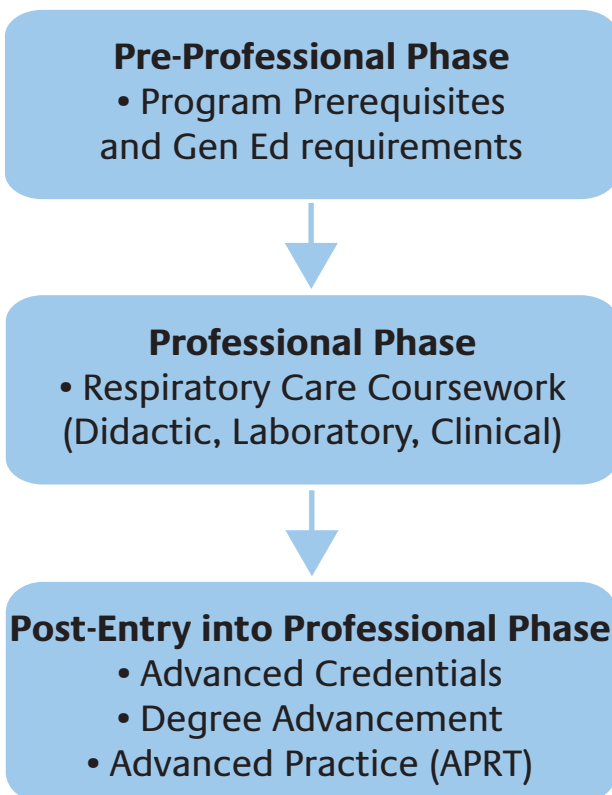 Pre-Professional Phase
• Program Prerequisites
and Gen Ed requirements
Professional Phase
• Respiratory Care Coursework
(Didactic, Laboratory, Clinical)
Post-Entry into Professional Phase
• Advanced Credentials
• Degree Advancement
• Advanced Practice (APRT)